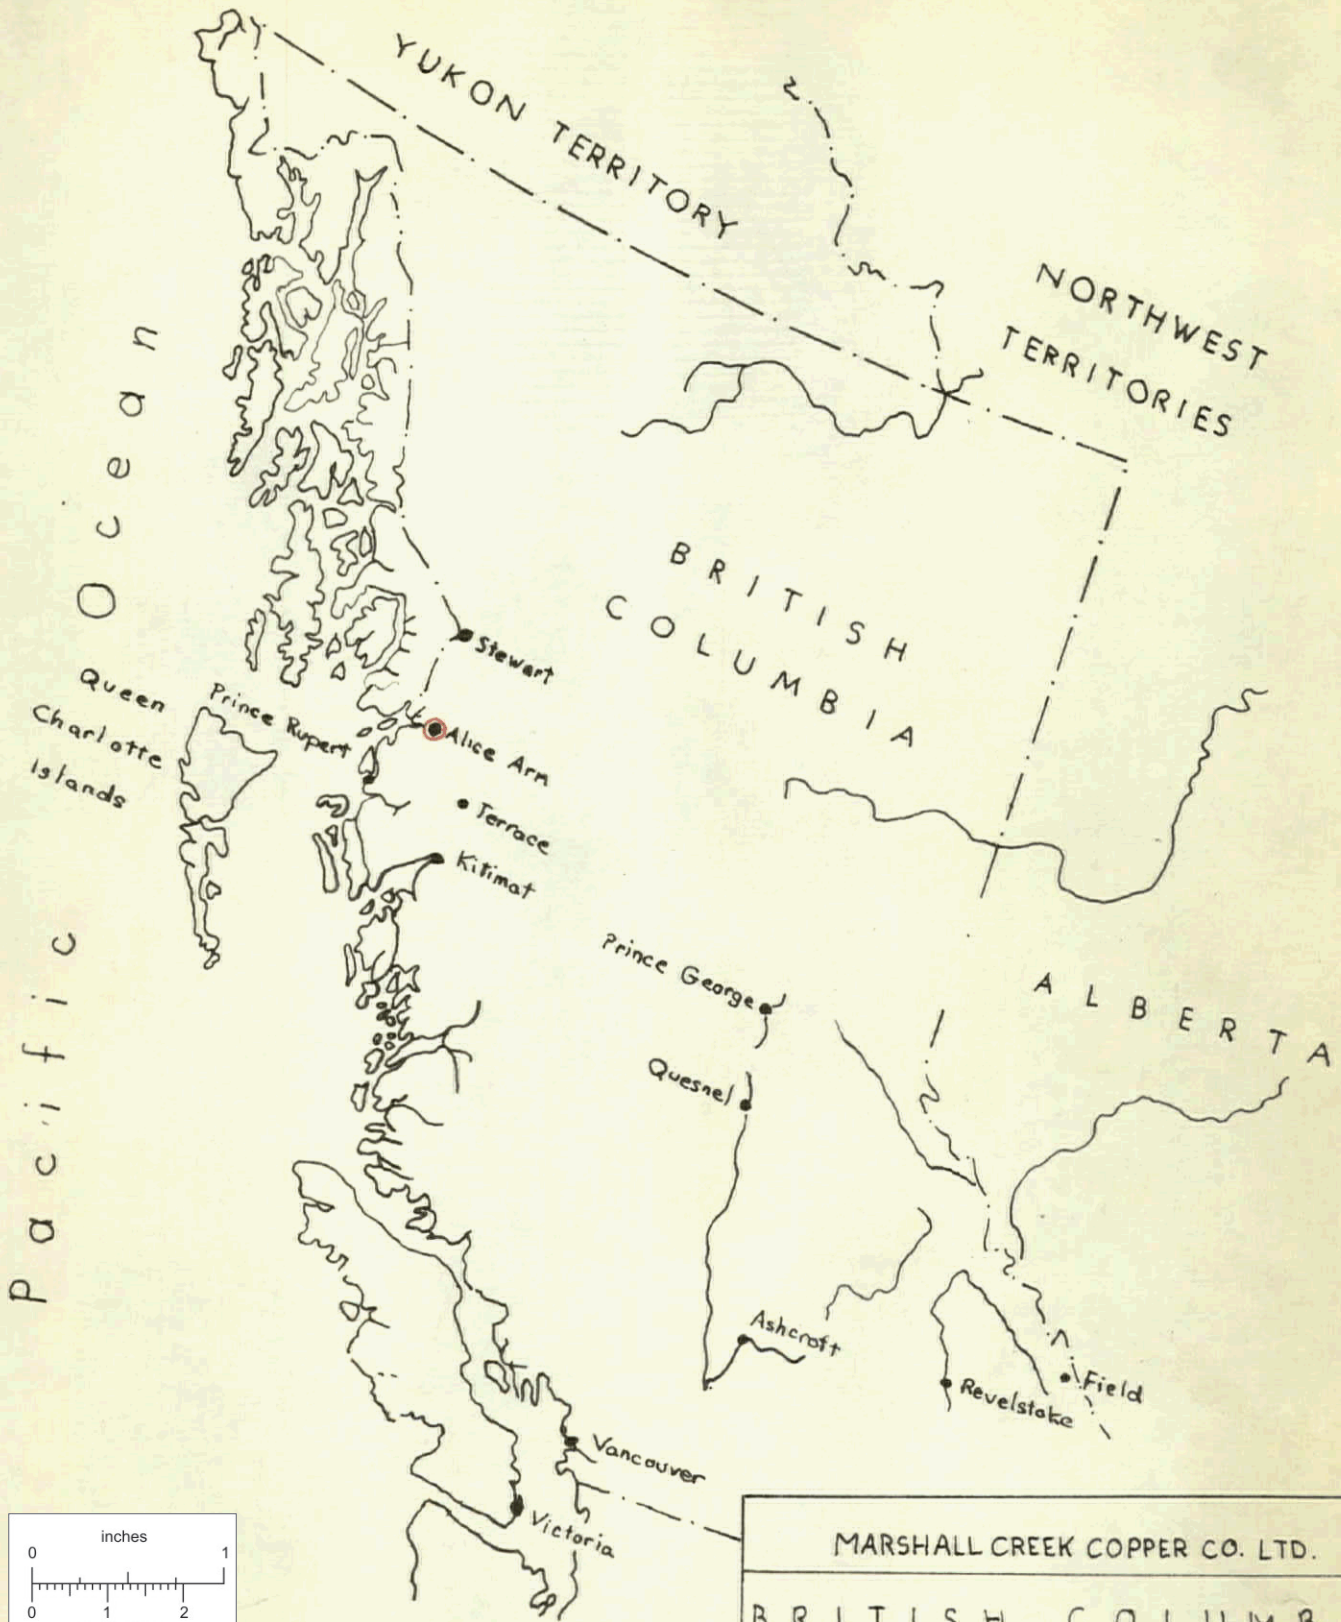 YUKON TERRITORY
NORTHWEST
TERRITORIES
Pacific Ocean
BRITISH
COLUMBIA
Stewart
Queen
Charlotte
Islands
Prince Rupert
Alice Arm
Terrace
Kitimat
Prince George
ALBERTA
Quesnel
Ashcroft
Field
Revelstoke
Vancouver
Victoria
inches
0 1
0 1 2
MARSHALL CREEK COPPER CO. LTD.